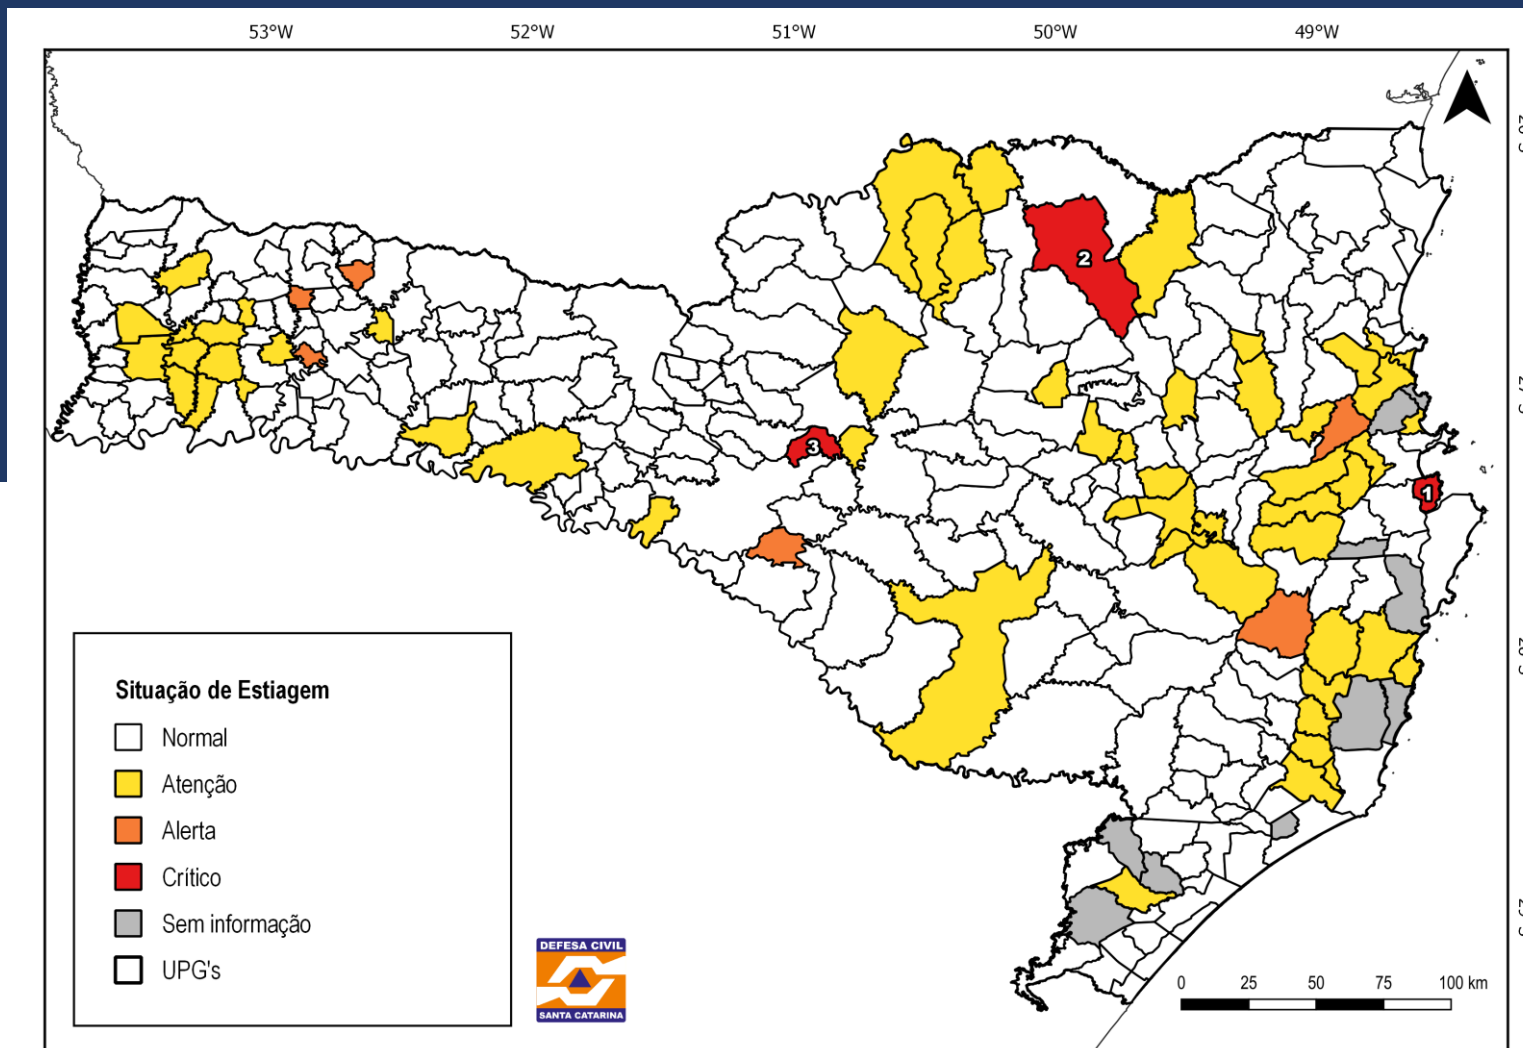 53°W 52°W 51°W 50°W 49°W
2
3
1
Situação de Estiagem
Normal
Atenção
Alerta
Crítico
Sem informação
UPG's
DEFESA CIVIL
SANTA CATARINA
0 25 50 75 100 km